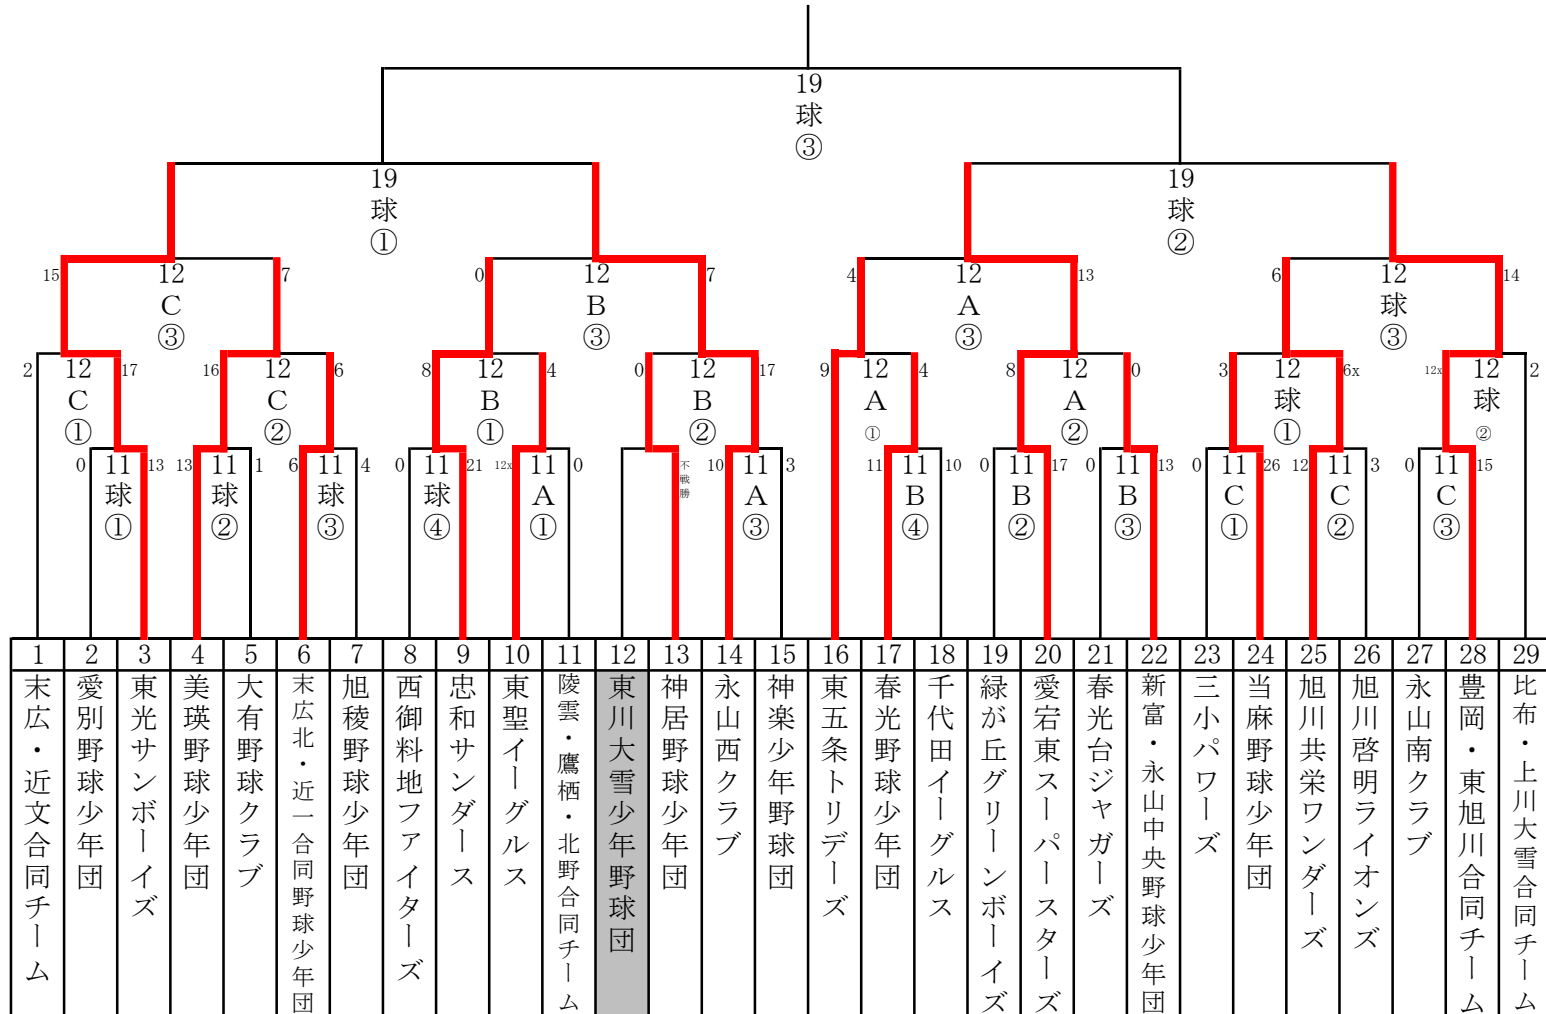 19
球
③
19
球
①
19
球
②
15
12
C
③
7
0
12
B
③
7
4
12
A
③
13
6
12
球
③
14
2
12
C
①
17
16
12
C
②
6
8
12
B
①
4
0
12
B
②
17
9
12
A
①
4
8
12
A
②
0
3
12
球
①
6x
12x
12
球
②
2
0
11
球
①
13
13
11
球
②
1
6
11
球
③
4
0
11
球
④
21
12x
11
A
①
0
不戦勝
10
11
A
③
3
11
11
B
④
10
0
11
B
②
17
0
11
B
③
13
0
11
C
①
26
12
11
C
②
3
0
11
C
③
15
1 2 3 4 5 6 7 8 9 10 11 12 13 14 15 16 17 18 19 20 21 22 23 24 25 26 27 28 29
末広・近文合同チーム
愛別野球少年団
東光サンボーイズ
美瑛野球少年団
大有野球クラブ
末広北・近一合同野球少年団
旭稜野球少年団
西御料地ファイターズ
忠和サンダース
東聖イーグルス
陵雲・鷹栖・北野合同チーム
東川大雪少年野球団
神居野球少年団
永山西クラブ
神楽少年野球団
東五条トリデーズ
春光野球少年団
千代田イーグルス
緑が丘グリーンボーイズ
愛宕東スーパースターズ
春光台ジャガーズ
新富・永山中央野球少年団
三小パワーズ
当麻野球少年団
旭川共栄ワンダーズ
旭川啓明ライオンズ
永山南クラブ
豊岡・東旭川合同チーム
比布・上川大雪合同チーム